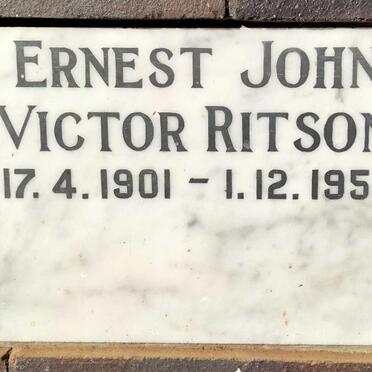 ERNEST JOHN
VICTOR RITSON
17.4.1901 - 1.12.195